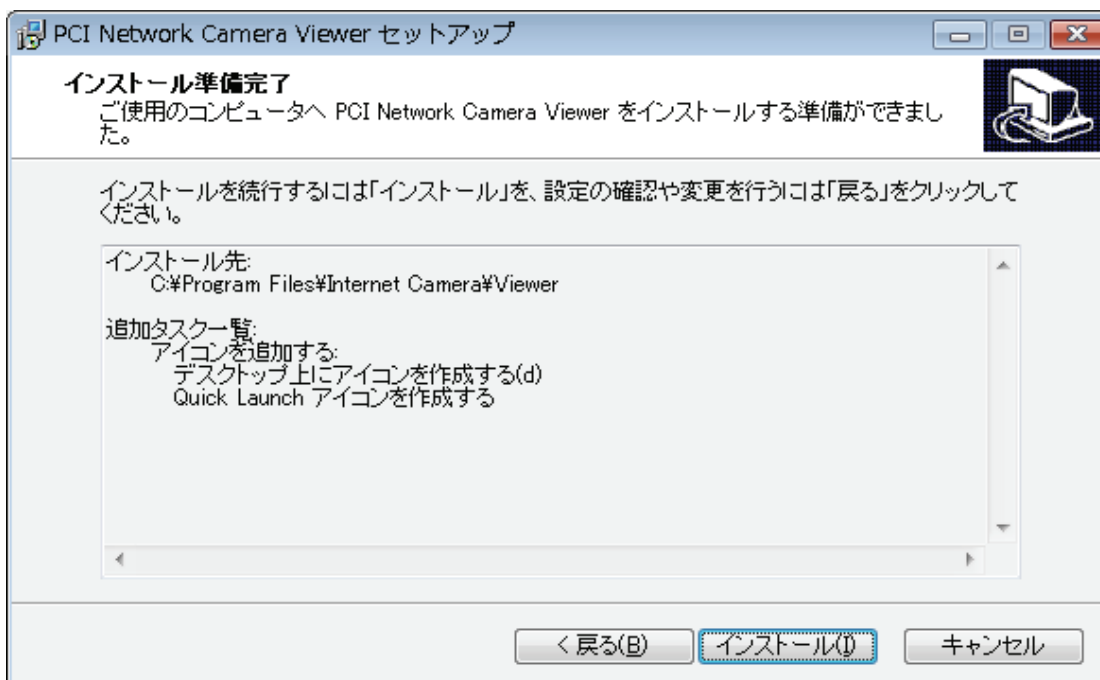 PCI Network Camera Viewer セットアップ
インストール準備完了
ご使用のコンピュータへ PCI Network Camera Viewer をインストールする準備ができまし
た。
インストールを続行するには「インストール」を、設定の確認や変更を行うには「戻る」をクリックして
ください。
インストール先:
C:¥Program Files¥Internet Camera¥Viewer
追加タスク一覧:
アイコンを追加する:
デスクトップ上にアイコンを作成する(d)
Quick Launch アイコンを作成する
< 戻る(B) インストール(I) キャンセル